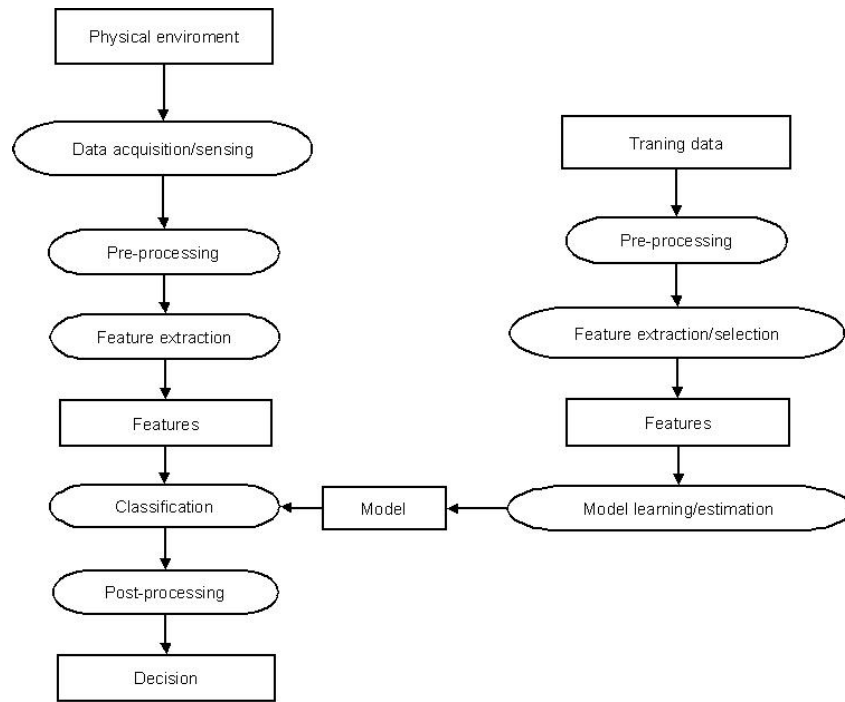 Physical enviroment
Data acquisition/sensing
Pre-processing
Feature extraction
Features
Classification
Post-processing
Decision
Traning data
Pre-processing
Feature extraction/selection
Features
Model learning/estimation
Model